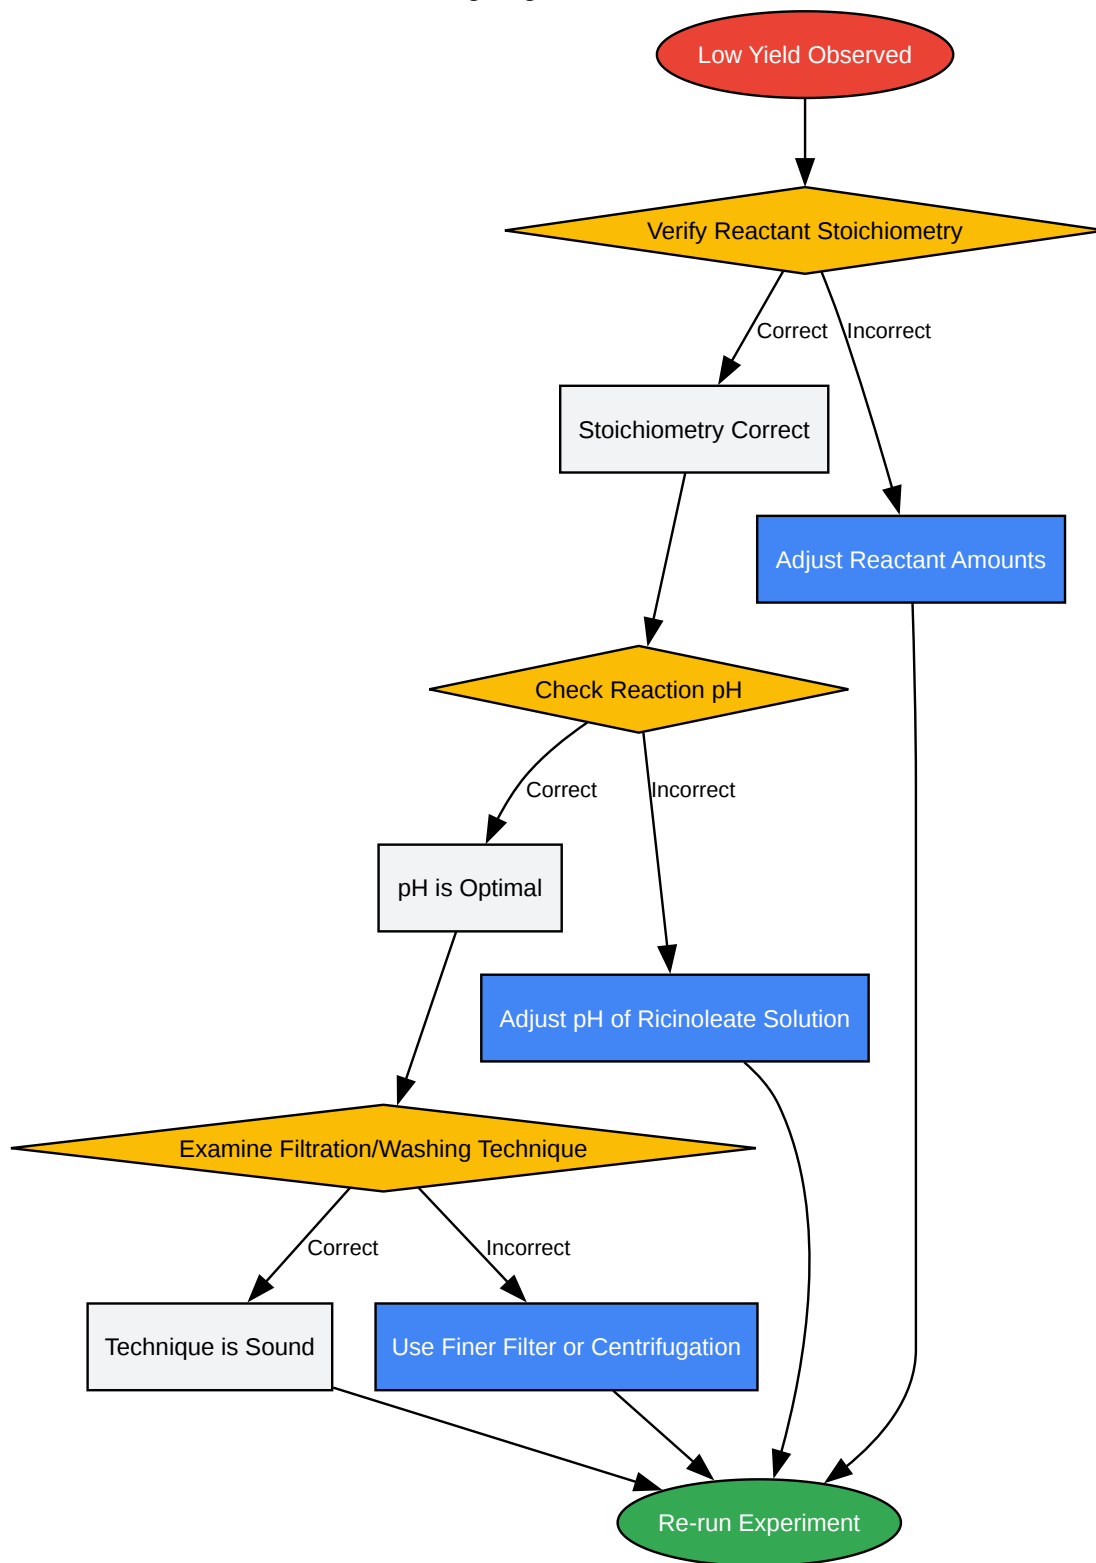 Low Yield Observed
Verify Reactant Stoichiometry
Correct
Incorrect
Stoichiometry Correct
Adjust Reactant Amounts
Check Reaction pH
Correct
Incorrect
pH is Optimal
Adjust pH of Ricinoleate Solution
Examine Filtration/Washing Technique
Correct
Incorrect
Technique is Sound
Use Finer Filter or Centrifugation
Re-run Experiment